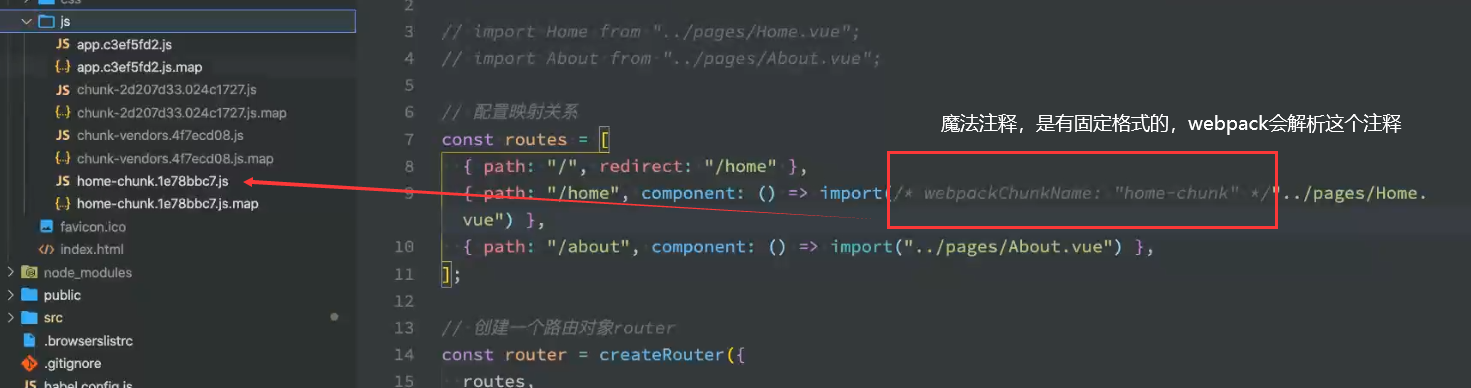 css
js
app.c3ef5fd2.js
app.c3ef5fd2.js.map
chunk-2d207d33.024c1727.js
chunk-2d207d33.024c1727.js.map
chunk-vendors.4f7ecd08.js
chunk-vendors.4f7ecd08.js.map
home-chunk.1e78bbc7.js
home-chunk.1e78bbc7.js.map
favicon.ico
index.html
node_modules
public
src
.browserslistrc
.gitignore
babel.config.js
2
3 // import Home from "../pages/Home.vue";
4 // import About from "../pages/About.vue";
5
6 // 配置映射关系
7 const routes = [
8 { path: "/", redirect: "/home" },
9 { path: "/home", component: () => import(/* webpackChunkName: "home-chunk" */"../pages/Home.
vue") },
10 { path: "/about", component: () => import("../pages/About.vue") },
11 ];
12
13 // 创建一个路由对象router
14 const router = createRouter({
15 routes,
魔法注释，是有固定格式的，webpack会解析这个注释